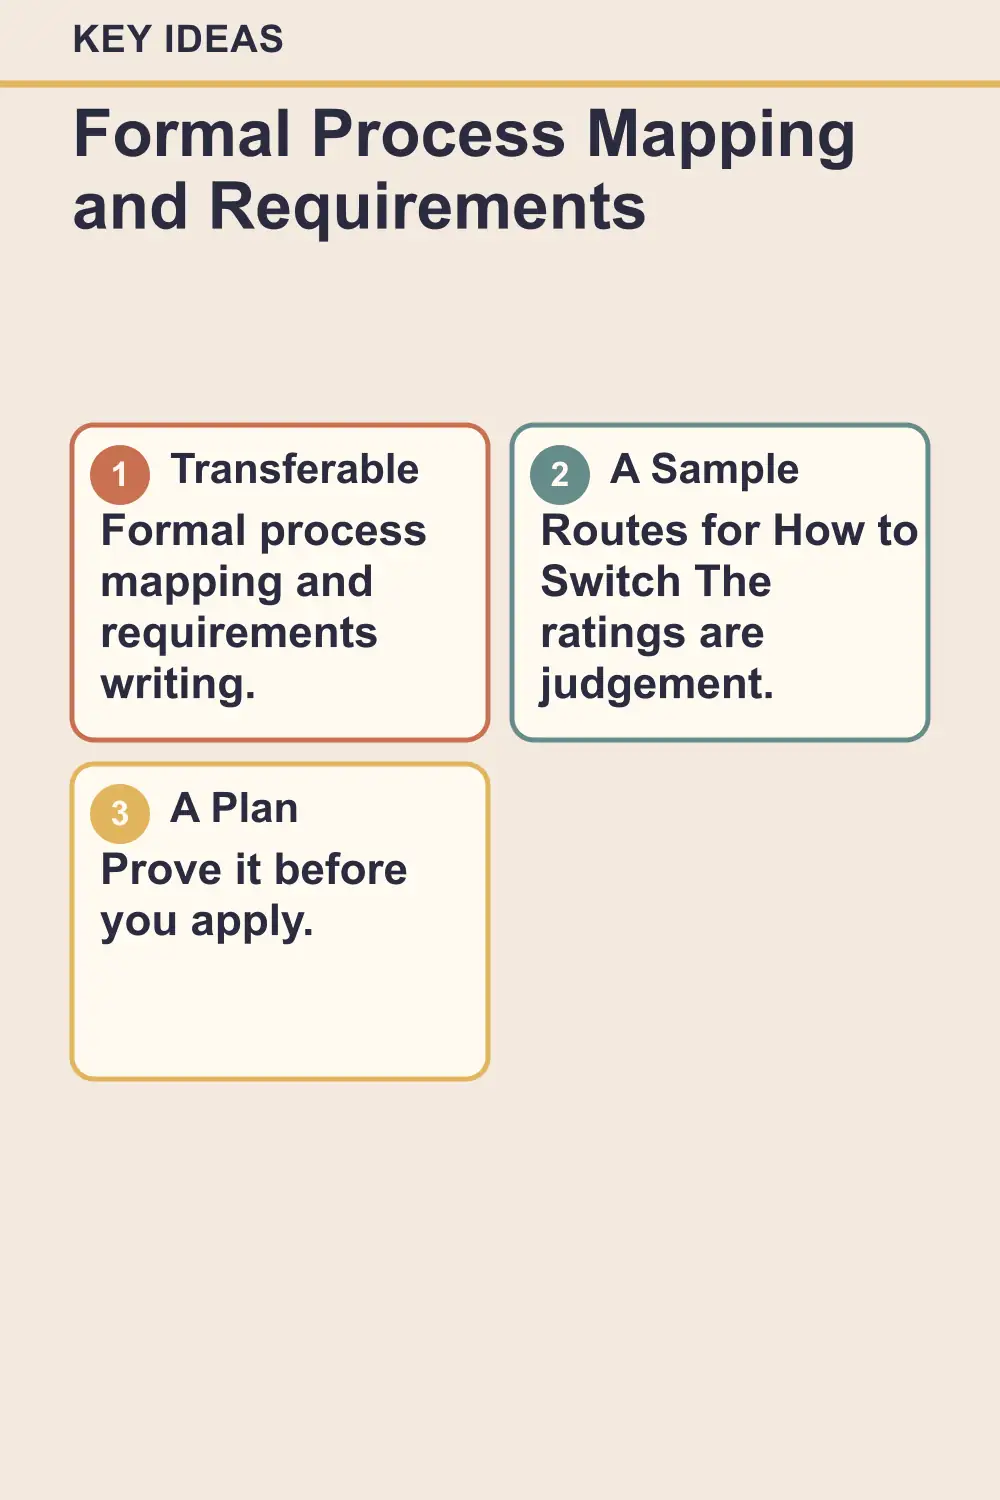 KEY IDEAS
Formal Process Mapping
and Requirements
1 Transferable
Formal process
mapping and
requirements
writing.
2 A Sample
Routes for How to
Switch The
ratings are
judgement.
3 A Plan
Prove it before
you apply.